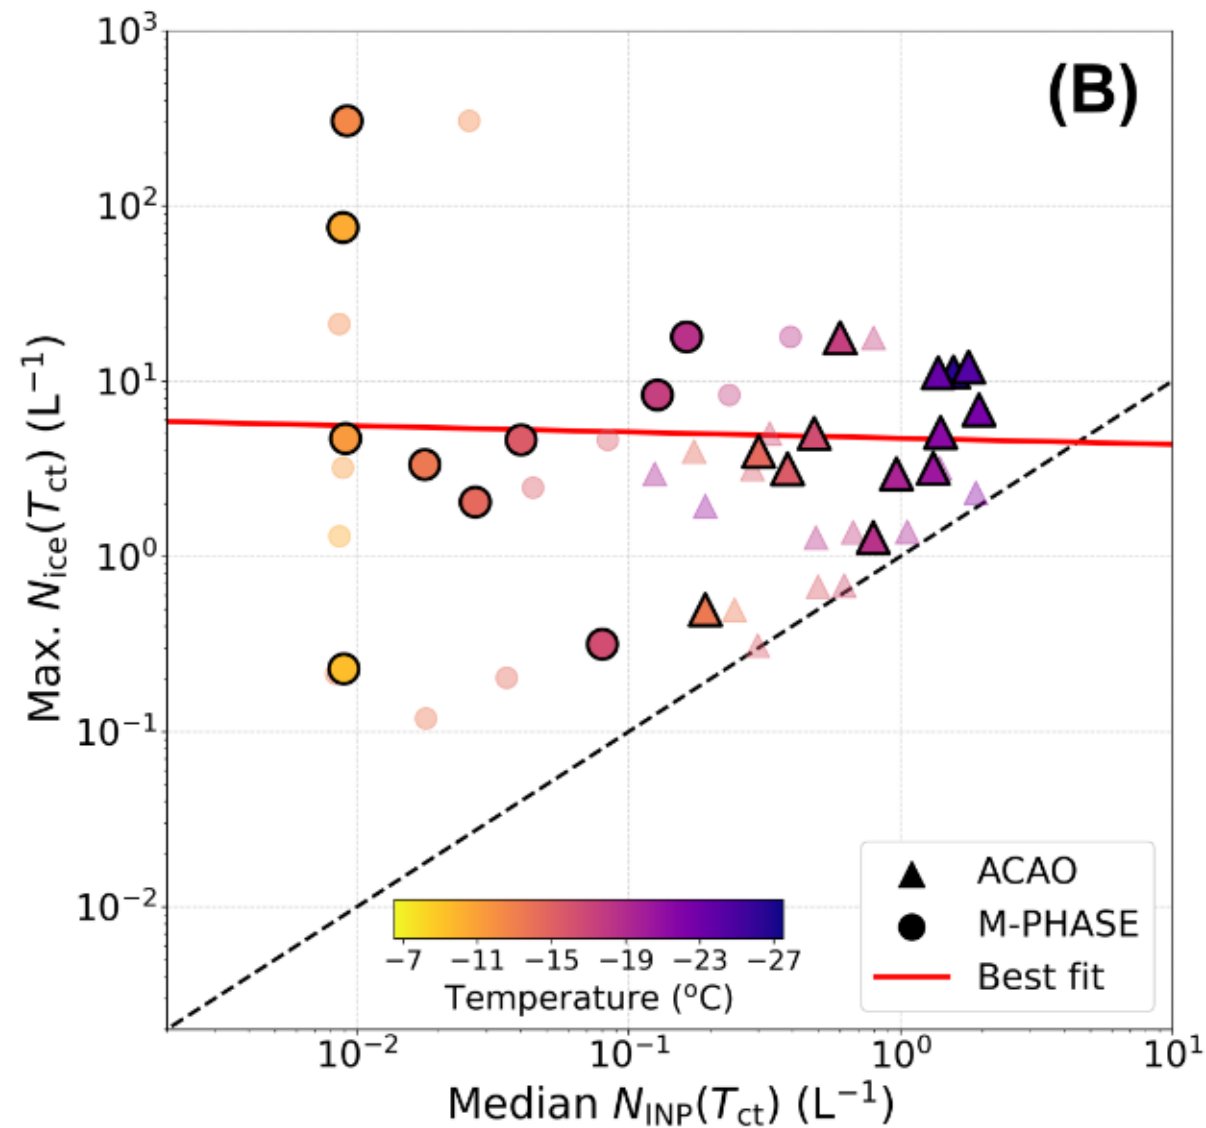 (B)
10³
10²
10¹
10⁰
10⁻¹
10⁻²
Max. N_ice(T_ct) (L⁻¹)
ACAO
M-PHASE
Best fit
−7 −11 −15 −19 −23 −27
Temperature (°C)
10⁻² 10⁻¹ 10⁰ 10¹
Median N_INP(T_ct) (L⁻¹)